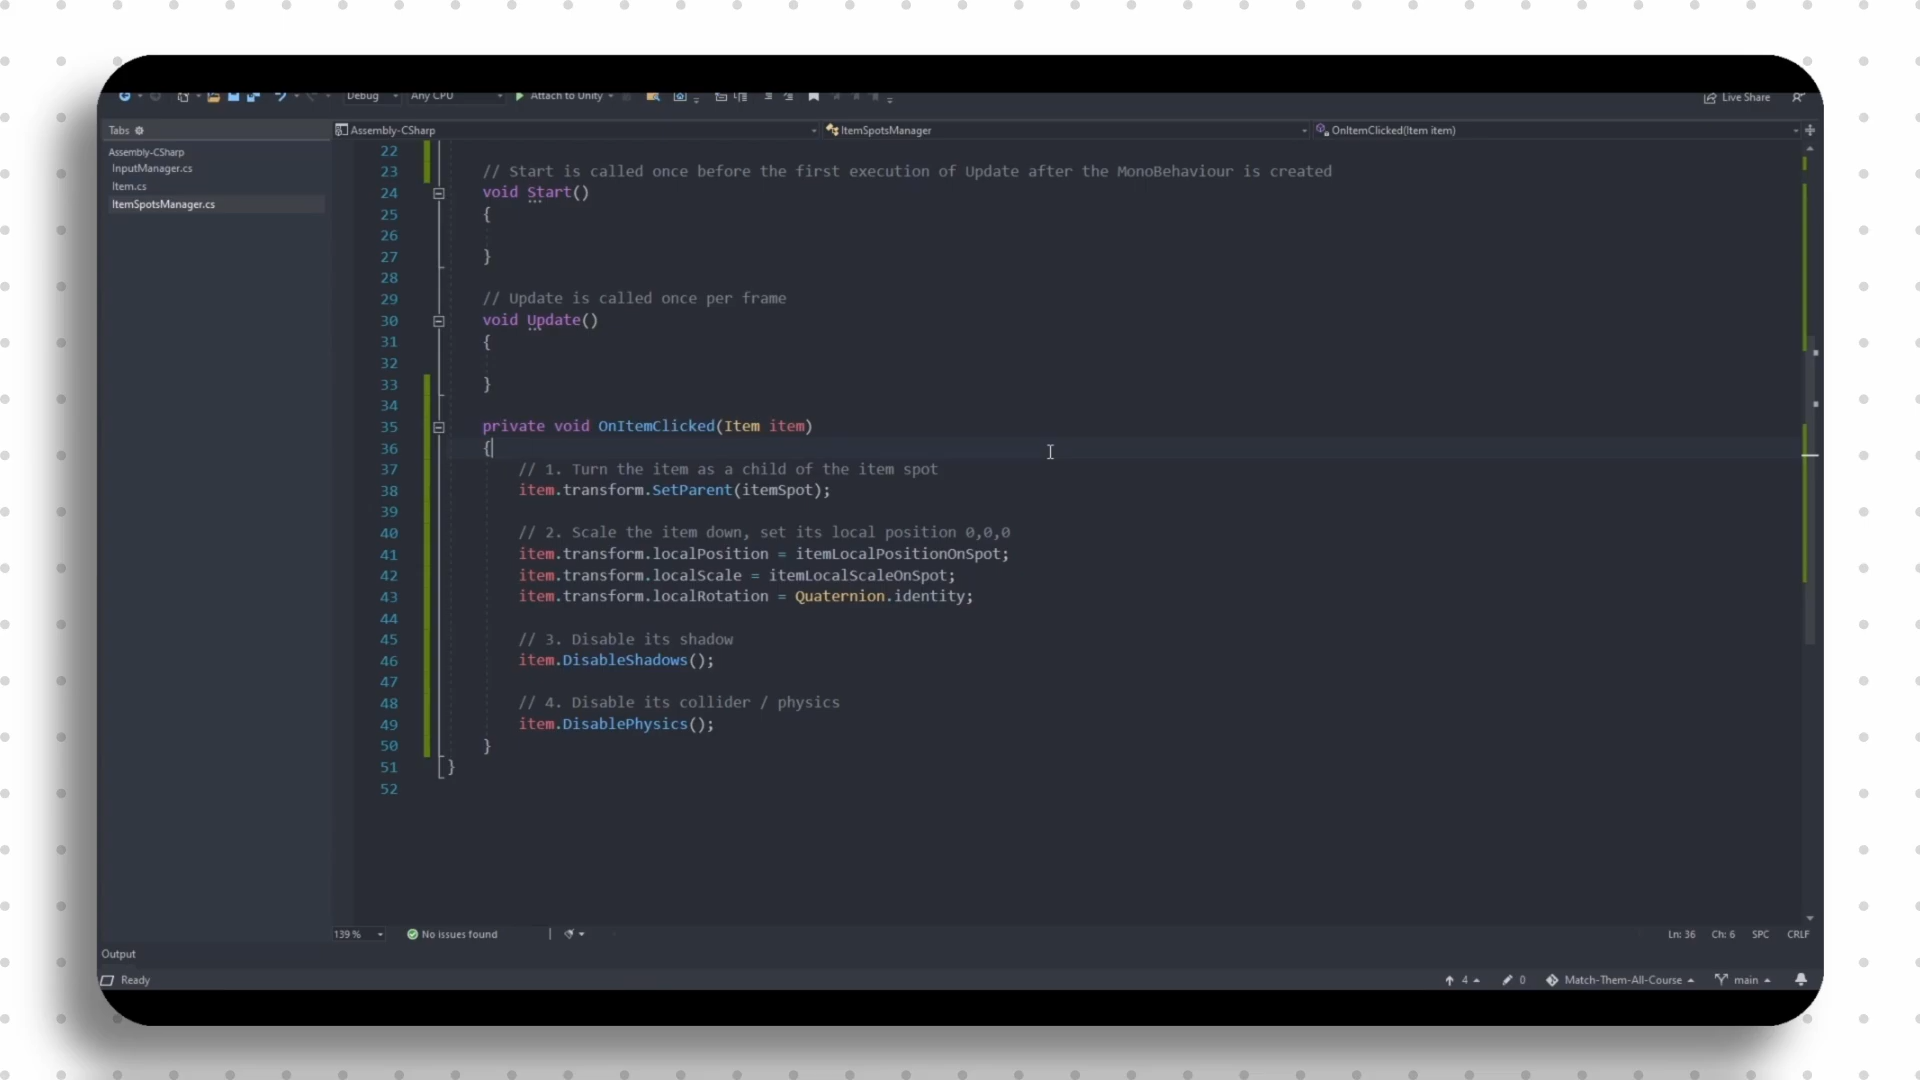 Debug Any CPU Attach to Unity Live Share
Tabs
Assembly-CSharp ItemSpotsManager OnItemClicked(Item item)
Assembly-CSharp
InputManager.cs
Item.cs
ItemSpotsManager.cs
22
23 // Start is called once before the first execution of Update after the MonoBehaviour is created
24 void Start()
25 {
26
27 }
28
29 // Update is called once per frame
30 void Update()
31 {
32
33 }
34
35 private void OnItemClicked(Item item)
36 {
37 // 1. Turn the item as a child of the item spot
38 item.transform.SetParent(itemSpot);
39
40 // 2. Scale the item down, set its local position 0,0,0
41 item.transform.localPosition = itemLocalPositionOnSpot;
42 item.transform.localScale = itemLocalScaleOnSpot;
43 item.transform.localRotation = Quaternion.identity;
44
45 // 3. Disable its shadow
46 item.DisableShadows();
47
48 // 4. Disable its collider / physics
49 item.DisablePhysics();
50 }
51 }
52
139 % No issues found Ln: 36 Ch: 6 SPC CRLF
Output
Ready 4 0 Match-Them-All-Course main